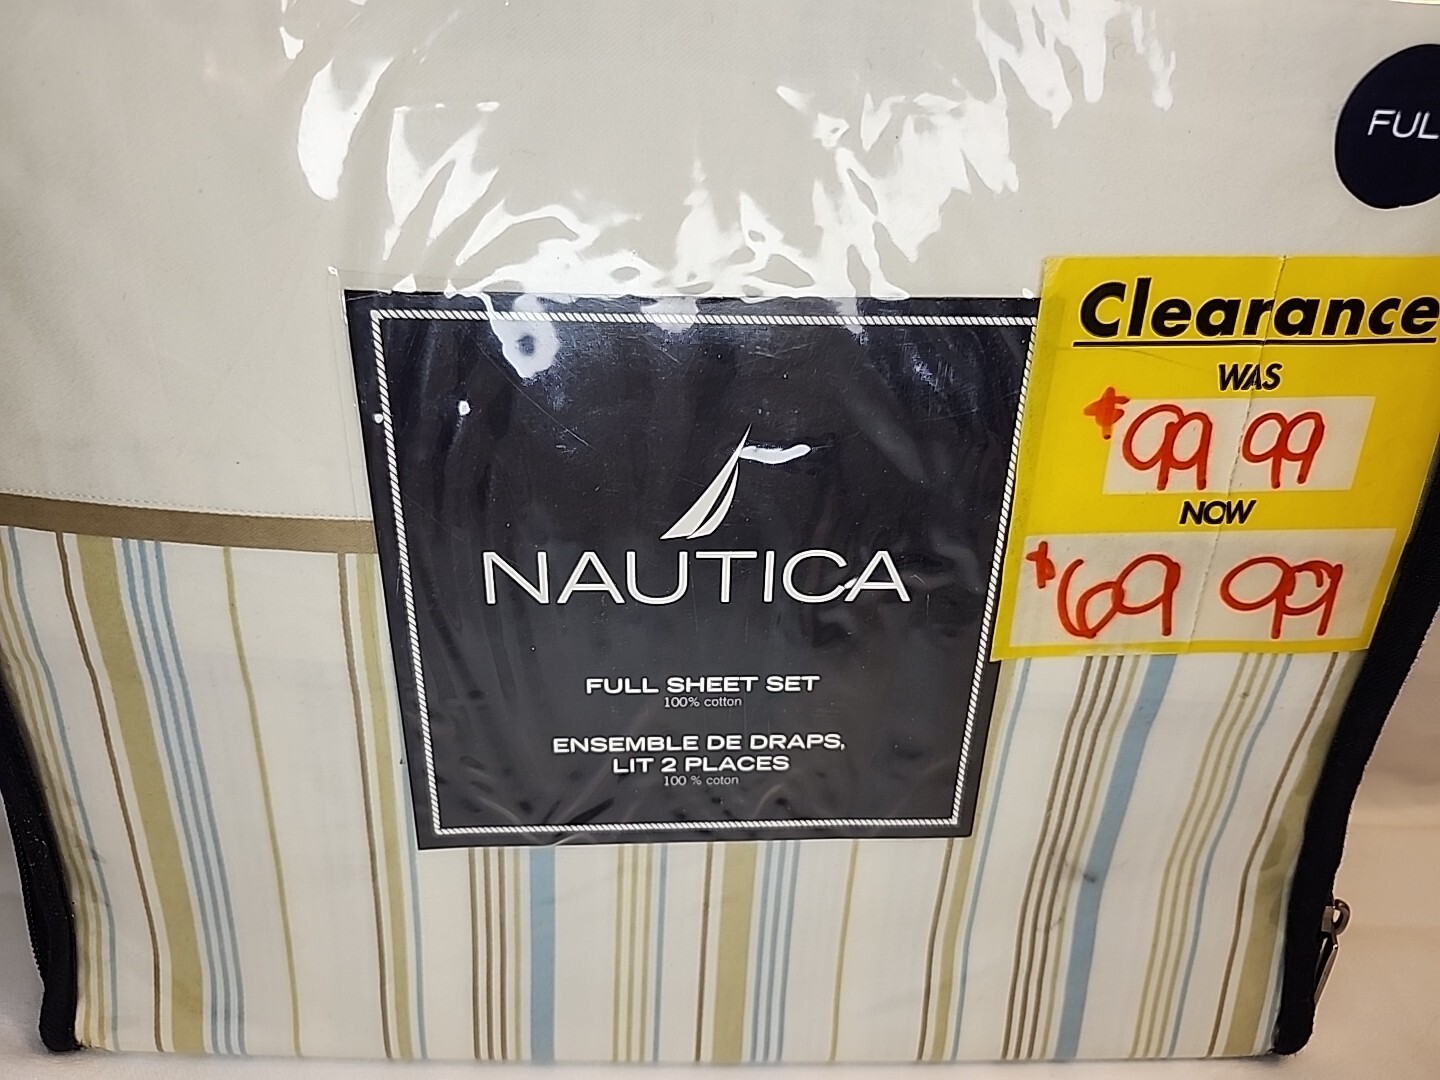 FUL
Clearance
WAS
$99 99
NOW
$69 99
NAUTICA
FULL SHEET SET
100% cotton
ENSEMBLE DE DRAPS,
LIT 2 PLACES
100 % coton